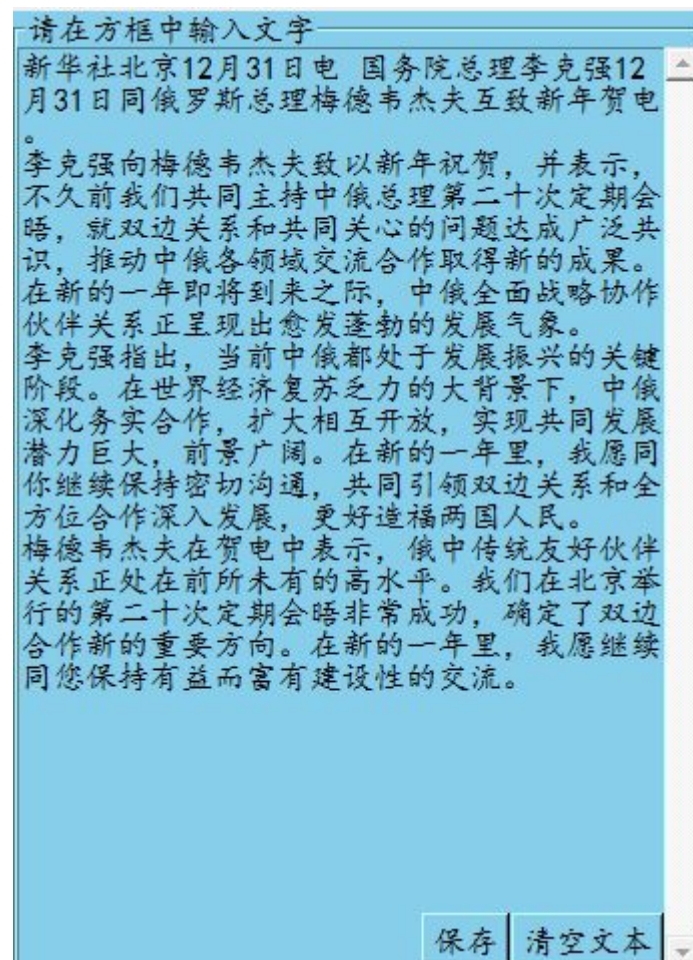 请在方框中输入文字
新华社北京12月31日电 国务院总理李克强12
月31日同俄罗斯总理梅德韦杰夫互致新年贺电
。
李克强向梅德韦杰夫致以新年祝贺，并表示，
不久前我们共同主持中俄总理第二十次定期会
晤，就双边关系和共同关心的问题达成广泛共
识，推动中俄各领域交流合作取得新的成果。
在新的一年即将到来之际，中俄全面战略协作
伙伴关系正呈现出愈发蓬勃的发展气象。
李克强指出，当前中俄都处于发展振兴的关键
阶段。在世界经济复苏乏力的大背景下，中俄
深化务实合作，扩大相互开放，实现共同发展
潜力巨大，前景广阔。在新的一年里，我愿同
你继续保持密切沟通，共同引领双边关系和全
方位合作深入发展，更好造福两国人民。
梅德韦杰夫在贺电中表示，俄中传统友好伙伴
关系正处在前所未有的高水平。我们在北京举
行的第二十次定期会晤非常成功，确定了双边
合作新的重要方向。在新的一年里，我愿继续
同您保持有益而富有建设性的交流。
保存 清空文本